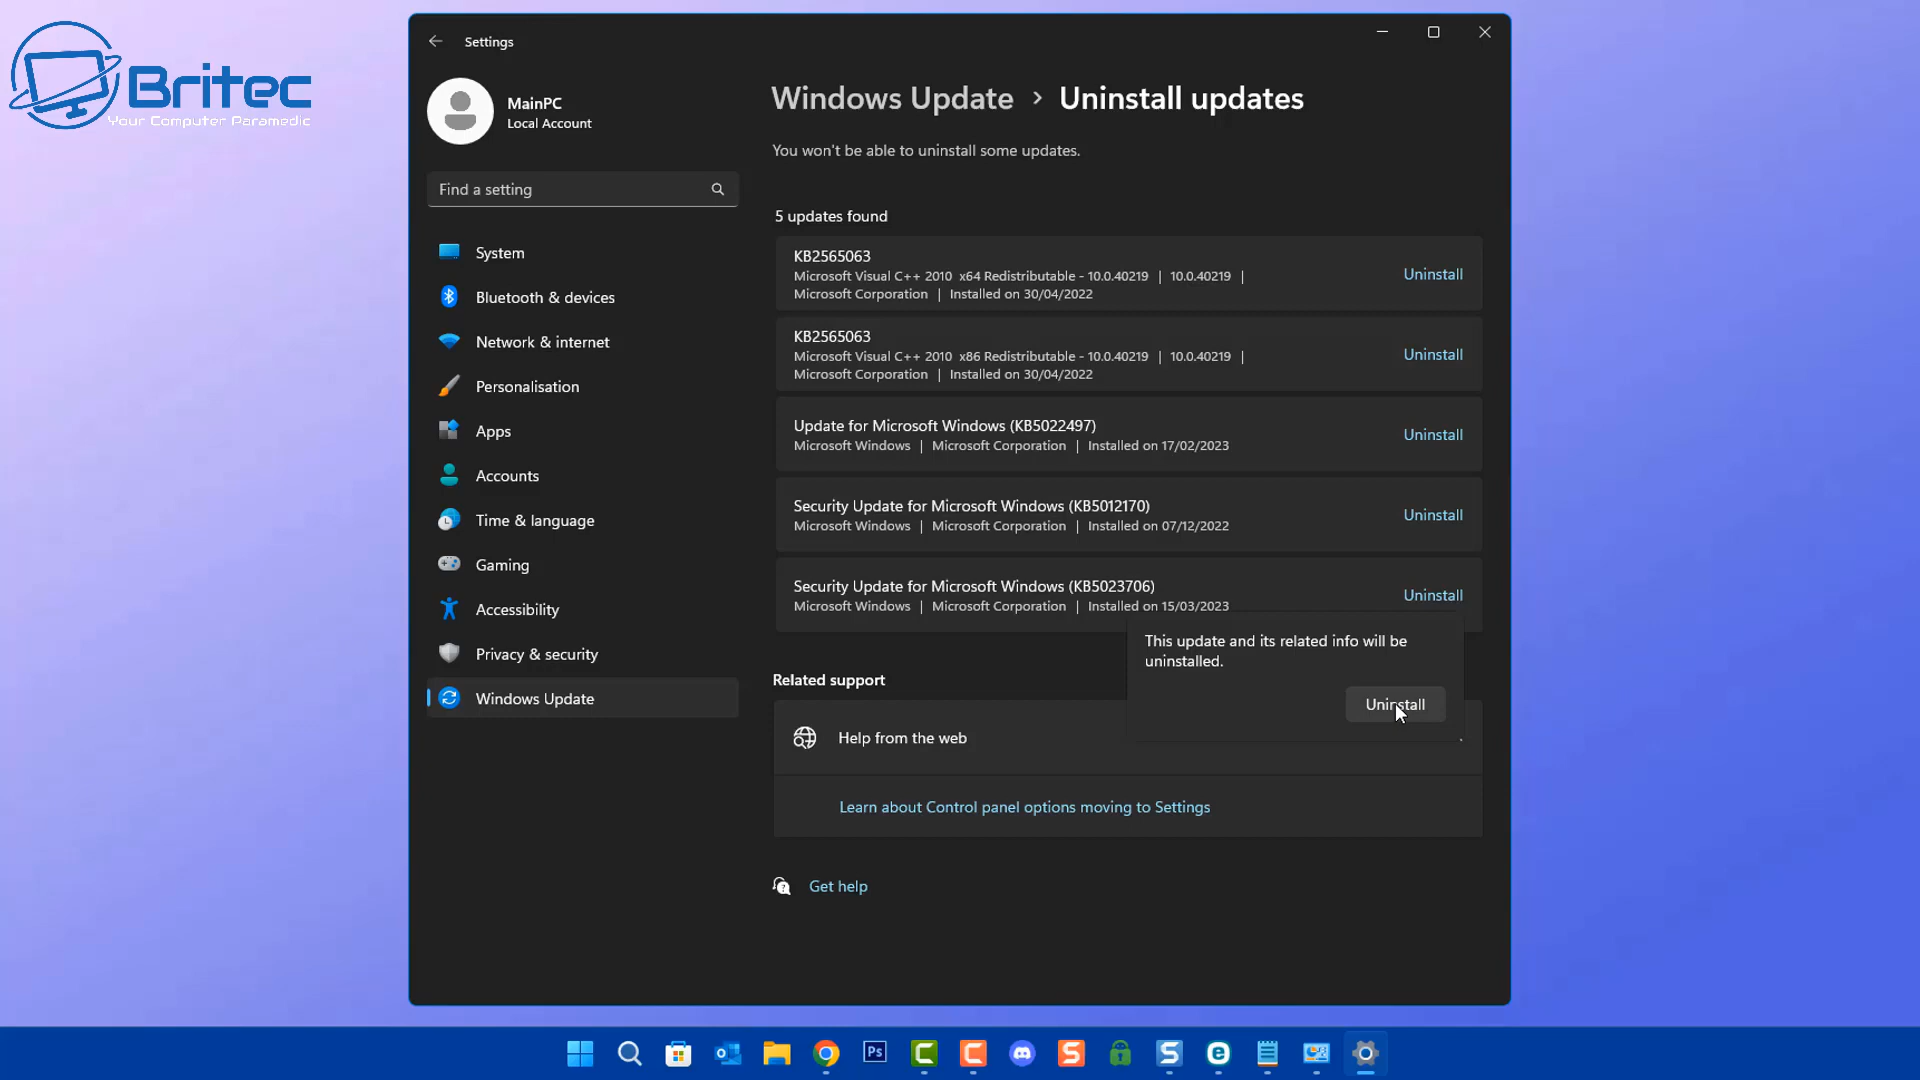 Britec
Your Computer Paramedic
Settings
MainPC
Local Account
Find a setting
System
Bluetooth & devices
Network & internet
Personalisation
Apps
Accounts
Time & language
Gaming
Accessibility
Privacy & security
Windows Update
Windows Update > Uninstall updates
You won't be able to uninstall some updates.
5 updates found
KB2565063
Microsoft Visual C++ 2010 x64 Redistributable - 10.0.40219 | 10.0.40219 |
Microsoft Corporation | Installed on 30/04/2022
Uninstall
KB2565063
Microsoft Visual C++ 2010 x86 Redistributable - 10.0.40219 | 10.0.40219 |
Microsoft Corporation | Installed on 30/04/2022
Uninstall
Update for Microsoft Windows (KB5022497)
Microsoft Windows | Microsoft Corporation | Installed on 17/02/2023
Uninstall
Security Update for Microsoft Windows (KB5012170)
Microsoft Windows | Microsoft Corporation | Installed on 07/12/2022
Uninstall
Security Update for Microsoft Windows (KB5023706)
Microsoft Windows | Microsoft Corporation | Installed on 15/03/2023
Uninstall
This update and its related info will be
uninstalled.
Uninstall
Related support
Help from the web
Learn about Control panel options moving to Settings
Get help
Ps